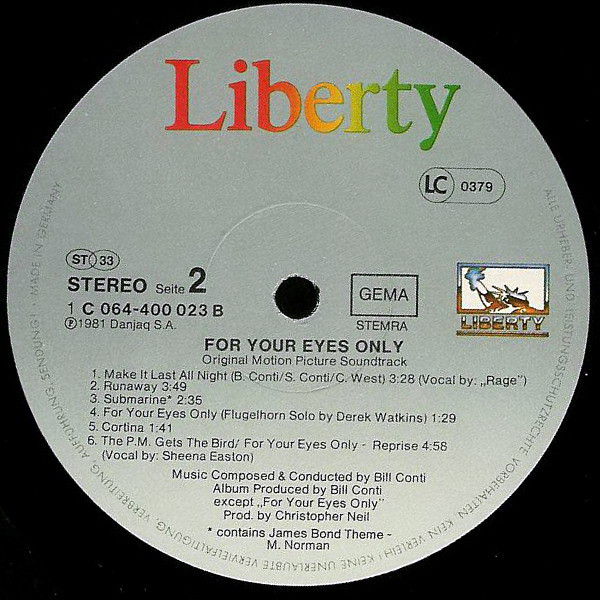 Liberty
LC 0379
ST 33
STEREO Seite 2
1 C 064-400 023 B
Ⓟ1981 Danjaq S.A.
GEMA
STEMRA
LIBERTY
FOR YOUR EYES ONLY
Original Motion Picture Soundtrack
1. Make It Last All Night (B. Conti/S. Conti/C. West) 3:28 (Vocal by: „Rage")
2. Runaway 3:49
3. Submarine* 2:35
4. For Your Eyes Only (Flugelhorn Solo by Derek Watkins) 1:29
5. Cortina 1:41
6. The P.M. Gets The Bird/ For Your Eyes Only - Reprise 4:58
(Vocal by: Sheena Easton)
Music Composed & Conducted by Bill Conti
Album Produced by Bill Conti
except „For Your Eyes Only"
Prod. by Christopher Neil
* contains James Bond Theme -
M. Norman
ALLE URHEBER- UND LEISTUNGSSCHUTZRECHTE VORBEHALTEN. KEIN VERLEIH! KEINE UNERLAUBTE VERVIELFÄLTIGUNG, VERBREITUNG, AUFFÜHRUNG, SENDUNG! · MADE IN GERMANY